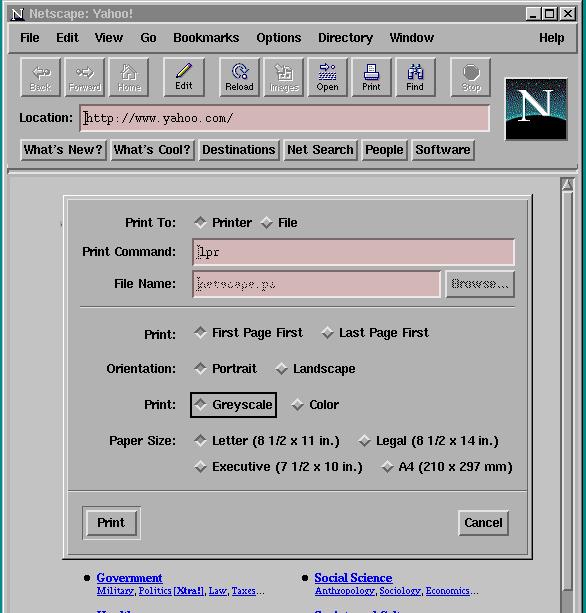 Netscape: Yahoo!
File Edit View Go Bookmarks Options Directory Window Help
Back Forward Home Edit Reload Images Open Print Find Stop
N
Location: http://www.yahoo.com/
What's New? What's Cool? Destinations Net Search People Software
Print To: Printer File
Print Command: lpr
File Name: netscape.ps Browse...
Print: First Page First Last Page First
Orientation: Portrait Landscape
Print: Greyscale Color
Paper Size: Letter (8 1/2 x 11 in.) Legal (8 1/2 x 14 in.)
Executive (7 1/2 x 10 in.) A4 (210 x 297 mm)
Print Cancel
Government Social Science
Military, Politics [Xtra!], Law, Taxes... Anthropology, Sociology, Economics...